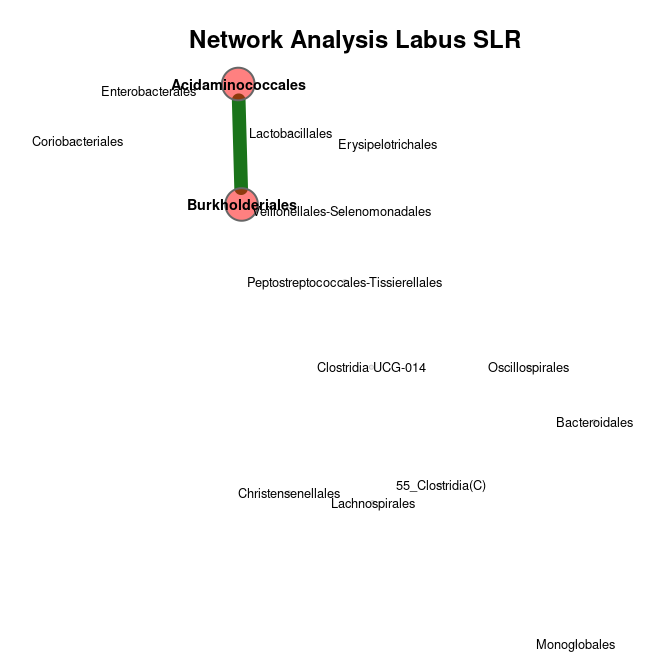 Network Analysis Labus SLR
Acidaminococcales
Enterobacterales
Lactobacillales
Coriobacteriales
Erysipelotrichales
Burkholderiales
Veillonellales-Selenomonadales
Peptostreptococcales-Tissierellales
Clostridia UCG-014
Oscillospirales
Bacteroidales
55_Clostridia(C)
Christensenellales
Lachnospirales
Monoglobales